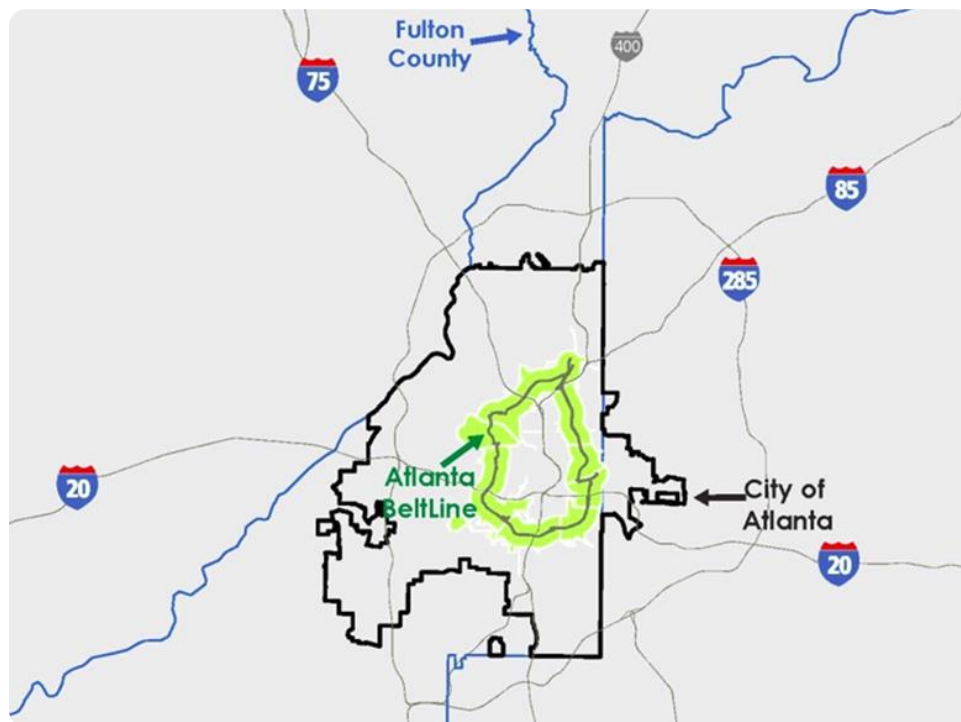 Fulton
County
400
75
85
285
Atlanta
BeltLine
20
City of
Atlanta
20